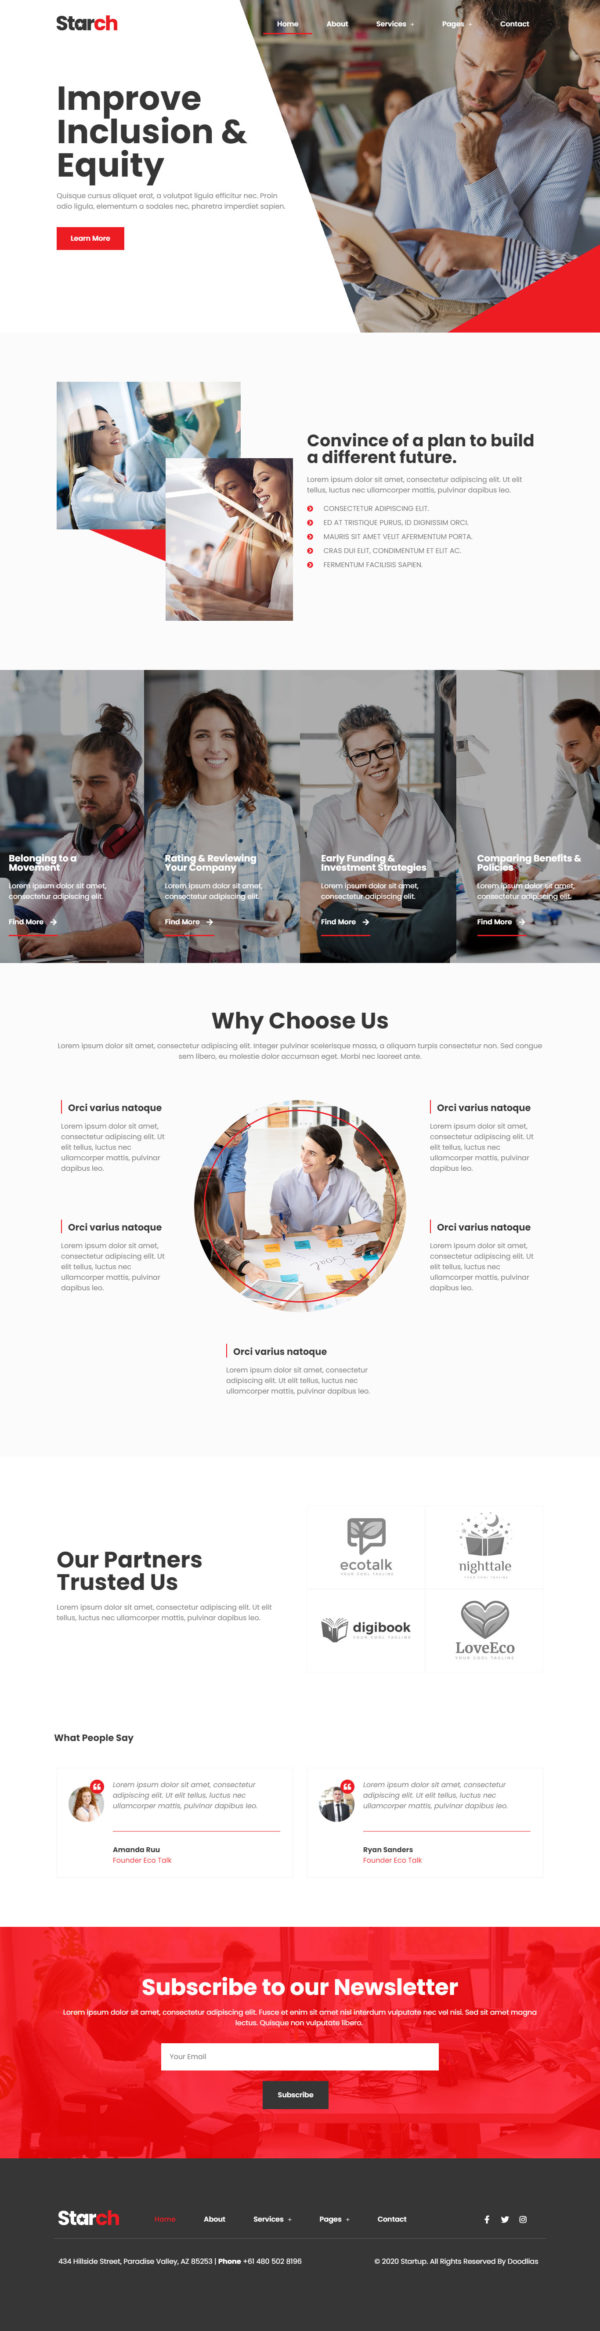 Starch
Home About Services + Pages + Contact
Improve
Inclusion &
Equity
Quisque cursus aliquet erat, a volutpat ligula efficitur nec. Proin
odio ligula, elementum a sodales nec, pharetra imperdiet sapien.
Learn More
Convince of a plan to build
a different future.
Lorem ipsum dolor sit amet, consectetur adipiscing elit. Ut elit
tellus, luctus nec ullamcorper mattis, pulvinar dapibus leo.
CONSECTETUR ADIPISCING ELIT.
ED AT TRISTIQUE PURUS, ID DIGNISSIM ORCI.
MAURIS SIT AMET VELIT AFERMENTUM PORTA.
CRAS DUI ELIT, CONDIMENTUM ET ELIT AC.
FERMENTUM FACILISIS SAPIEN.
Belonging to a
Movement
Lorem ipsum dolor sit amet,
consectetur adipiscing elit.
Find More
Rating & Reviewing
Your Company
Lorem ipsum dolor sit amet,
consectetur adipiscing elit.
Find More
Early Funding &
Investment Strategies
Lorem ipsum dolor sit amet,
consectetur adipiscing elit.
Find More
Comparing Benefits &
Policies
Lorem ipsum dolor sit amet,
consectetur adipiscing elit.
Find More
Why Choose Us
Lorem ipsum dolor sit amet, consectetur adipiscing elit. Integer pulvinar scelerisque massa, a aliquam turpis consectetur non. Sed congue
sem libero, eu molestie dolor accumsan eget. Morbi nec laoreet ante.
Orci varius natoque
Lorem ipsum dolor sit amet,
consectetur adipiscing elit. Ut
elit tellus, luctus nec
ullamcorper mattis, pulvinar
dapibus leo.
Orci varius natoque
Lorem ipsum dolor sit amet,
consectetur adipiscing elit. Ut
elit tellus, luctus nec
ullamcorper mattis, pulvinar
dapibus leo.
Goal
Orci varius natoque
Lorem ipsum dolor sit amet,
consectetur adipiscing elit. Ut
elit tellus, luctus nec
ullamcorper mattis, pulvinar
dapibus leo.
Orci varius natoque
Lorem ipsum dolor sit amet,
consectetur adipiscing elit. Ut
elit tellus, luctus nec
ullamcorper mattis, pulvinar
dapibus leo.
Orci varius natoque
Lorem ipsum dolor sit amet, consectetur
adipiscing elit. Ut elit tellus, luctus nec
ullamcorper mattis, pulvinar dapibus leo.
Our Partners
Trusted Us
Lorem ipsum dolor sit amet, consectetur adipiscing elit. Ut elit
tellus, luctus nec ullamcorper mattis, pulvinar dapibus leo.
ecotalk
YOUR COOL TAGLINE
nighttale
YOUR COOL TAGLINE
digibook
YOUR COOL TAGLINE
LoveEco
YOUR COOL TAGLINE
What People Say
Lorem ipsum dolor sit amet, consectetur
adipiscing elit. Ut elit tellus, luctus nec
ullamcorper mattis, pulvinar dapibus leo.
Amanda Ruu
Founder Eco Talk
Lorem ipsum dolor sit amet, consectetur
adipiscing elit. Ut elit tellus, luctus nec
ullamcorper mattis, pulvinar dapibus leo.
Ryan Sanders
Founder Eco Talk
Subscribe to our Newsletter
Lorem ipsum dolor sit amet, consectetur adipiscing elit. Fusce et enim sit amet nisl interdum vulputate nec vel nisi. Sed sit amet magna
lectus. Quisque non vulputate libero.
Your Email
Subscribe
Starch
Home About Services + Pages + Contact
434 Hillside Street, Paradise Valley, AZ 85253 | Phone +61 480 502 8196
© 2020 Startup. All Rights Reserved By Doodlias